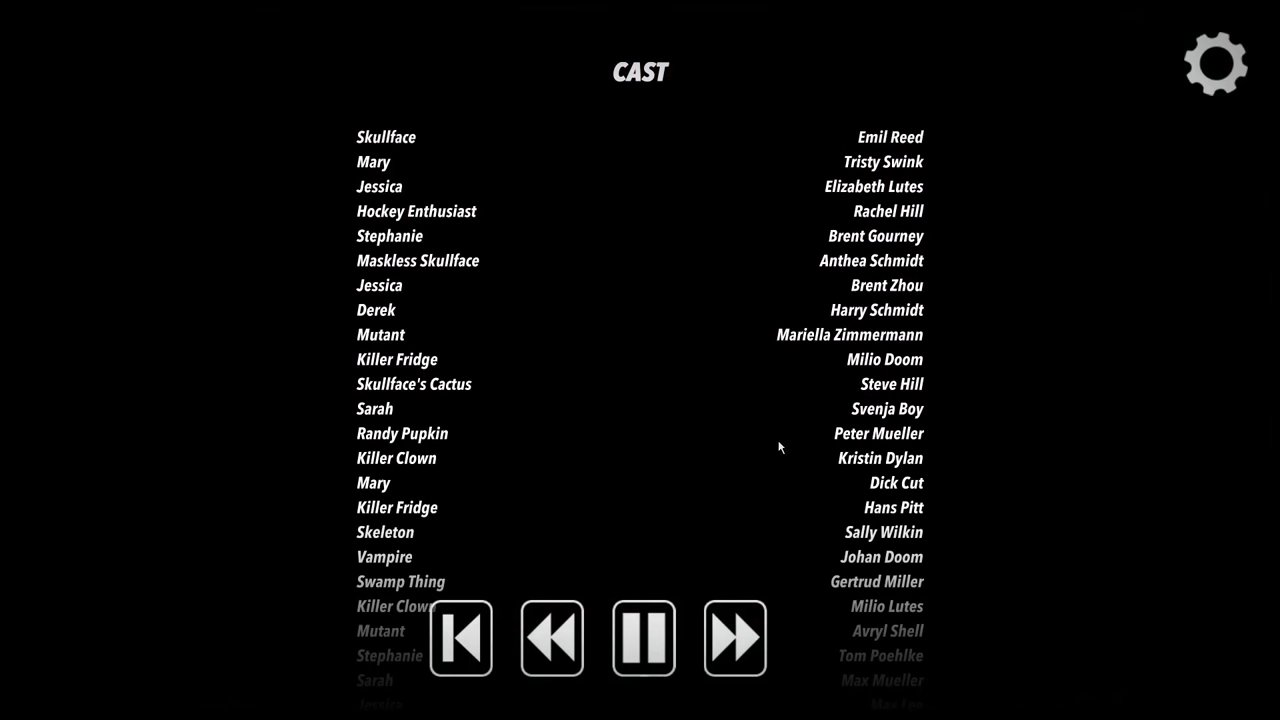 CAST
Skullface Emil Reed
Mary Tristy Swink
Jessica Elizabeth Lutes
Hockey Enthusiast Rachel Hill
Stephanie Brent Gourney
Maskless Skullface Anthea Schmidt
Jessica Brent Zhou
Derek Harry Schmidt
Mutant Mariella Zimmermann
Killer Fridge Milio Doom
Skullface's Cactus Steve Hill
Sarah Svenja Boy
Randy Pupkin Peter Mueller
Killer Clown Kristin Dylan
Mary Dick Cut
Killer Fridge Hans Pitt
Skeleton Sally Wilkin
Vampire Johan Doom
Swamp Thing Gertrud Miller
Killer Clown Milio Lutes
Mutant Avryl Shell
Stephanie Tom Poehlke
Sarah Max Mueller
Jessica Max Lee